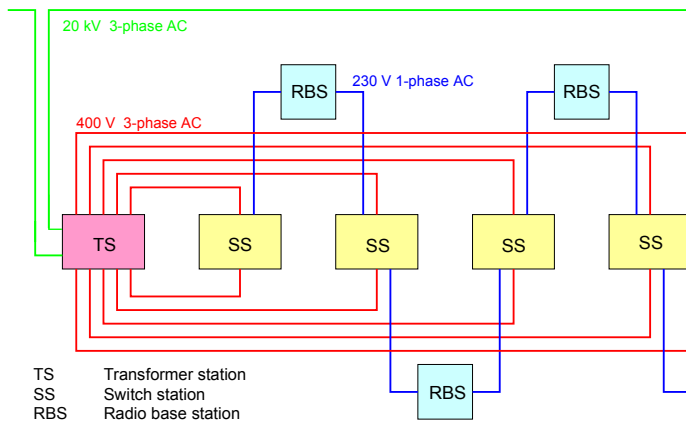 20 kV 3-phase AC
RBS
230 V 1-phase AC
RBS
400 V 3-phase AC
TS
SS
SS
SS
SS
RBS
TS Transformer station
SS Switch station
RBS Radio base station